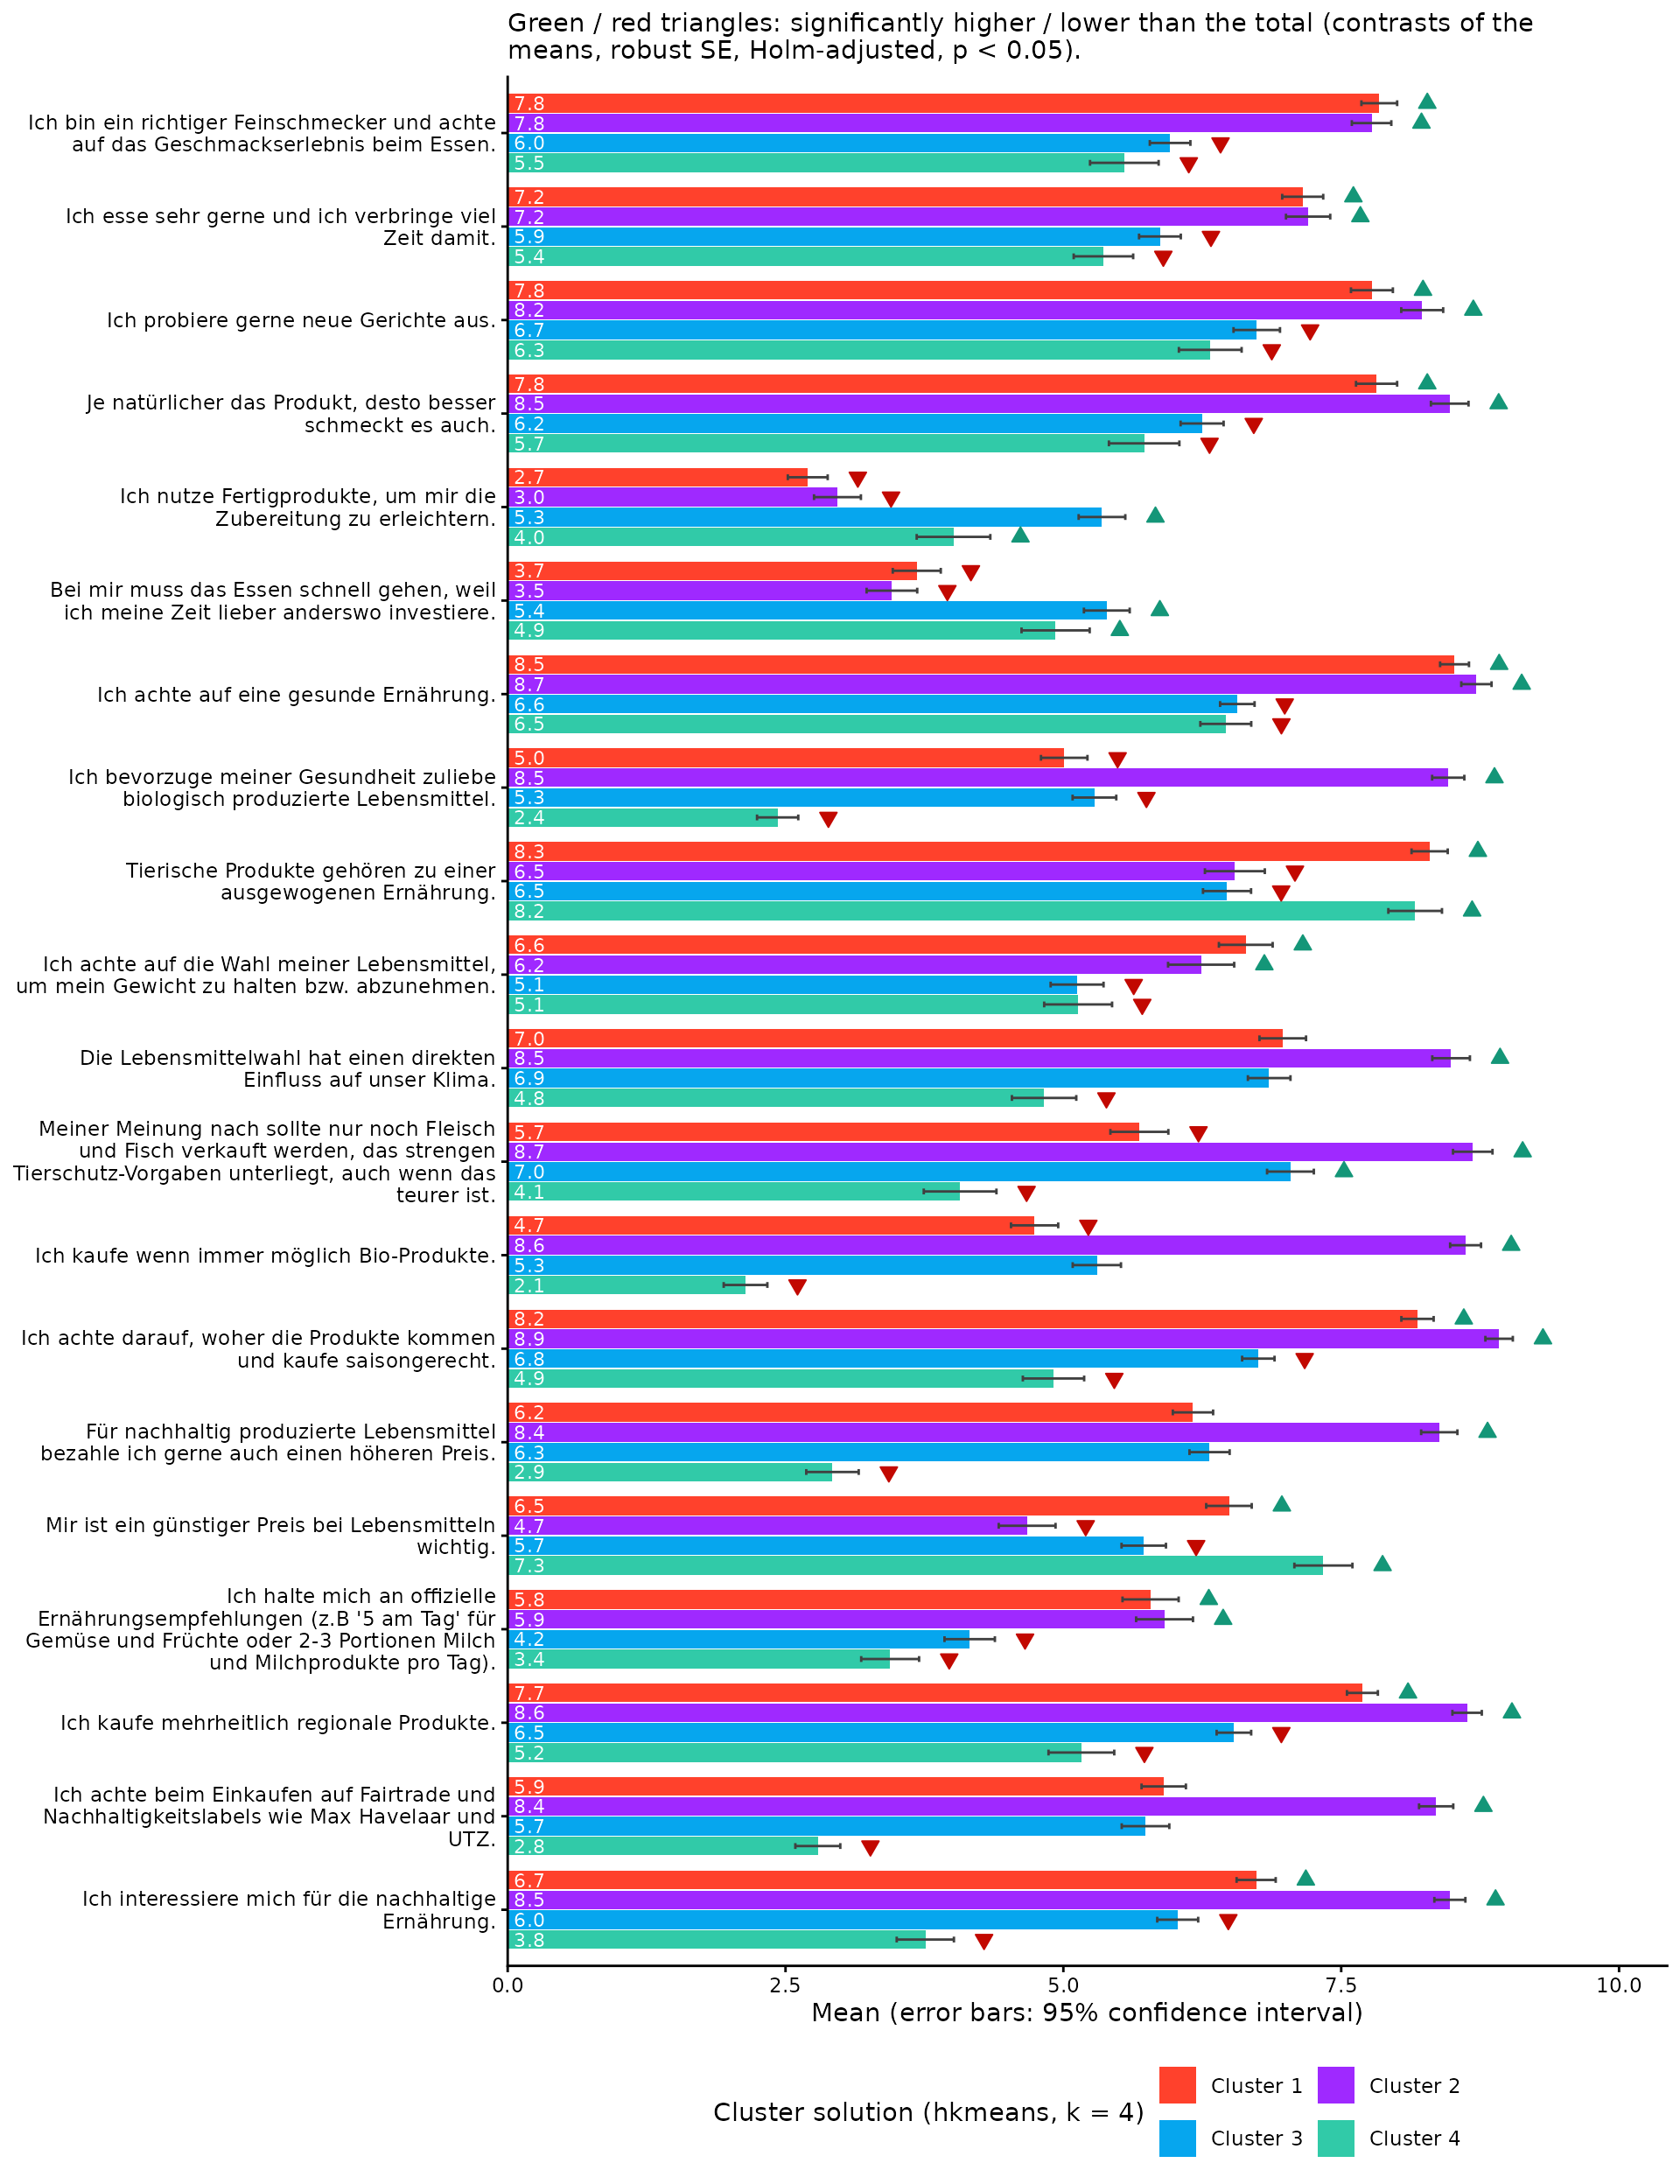 Green / red triangles: significantly higher / lower than the total (contrasts of the
means, robust SE, Holm-adjusted, p < 0.05).
Ich bin ein richtiger Feinschmecker und achte
auf das Geschmackserlebnis beim Essen.
7.8
7.8
6.0
5.5
Ich esse sehr gerne und ich verbringe viel
Zeit damit.
7.2
7.2
5.9
5.4
Ich probiere gerne neue Gerichte aus.
7.8
8.2
6.7
6.3
Je natürlicher das Produkt, desto besser
schmeckt es auch.
7.8
8.5
6.2
5.7
Ich nutze Fertigprodukte, um mir die
Zubereitung zu erleichtern.
2.7
3.0
5.3
4.0
Bei mir muss das Essen schnell gehen, weil
ich meine Zeit lieber anderswo investiere.
3.7
3.5
5.4
4.9
Ich achte auf eine gesunde Ernährung.
8.5
8.7
6.6
6.5
Ich bevorzuge meiner Gesundheit zuliebe
biologisch produzierte Lebensmittel.
5.0
8.5
5.3
2.4
Tierische Produkte gehören zu einer
ausgewogenen Ernährung.
8.3
6.5
6.5
8.2
Ich achte auf die Wahl meiner Lebensmittel,
um mein Gewicht zu halten bzw. abzunehmen.
6.6
6.2
5.1
5.1
Die Lebensmittelwahl hat einen direkten
Einfluss auf unser Klima.
7.0
8.5
6.9
4.8
Meiner Meinung nach sollte nur noch Fleisch
und Fisch verkauft werden, das strengen
Tierschutz-Vorgaben unterliegt, auch wenn das
teurer ist.
5.7
8.7
7.0
4.1
Ich kaufe wenn immer möglich Bio-Produkte.
4.7
8.6
5.3
2.1
Ich achte darauf, woher die Produkte kommen
und kaufe saisongerecht.
8.2
8.9
6.8
4.9
Für nachhaltig produzierte Lebensmittel
bezahle ich gerne auch einen höheren Preis.
6.2
8.4
6.3
2.9
Mir ist ein günstiger Preis bei Lebensmitteln
wichtig.
6.5
4.7
5.7
7.3
Ich halte mich an offizielle
Ernährungsempfehlungen (z.B '5 am Tag' für
Gemüse und Früchte oder 2-3 Portionen Milch
und Milchprodukte pro Tag).
5.8
5.9
4.2
3.4
Ich kaufe mehrheitlich regionale Produkte.
7.7
8.6
6.5
5.2
Ich achte beim Einkaufen auf Fairtrade und
Nachhaltigkeitslabels wie Max Havelaar und
UTZ.
5.9
8.4
5.7
2.8
Ich interessiere mich für die nachhaltige
Ernährung.
6.7
8.5
6.0
3.8
0.0 2.5 5.0 7.5 10.0
Mean (error bars: 95% confidence interval)
Cluster solution (hkmeans, k = 4)
Cluster 1 Cluster 2
Cluster 3 Cluster 4